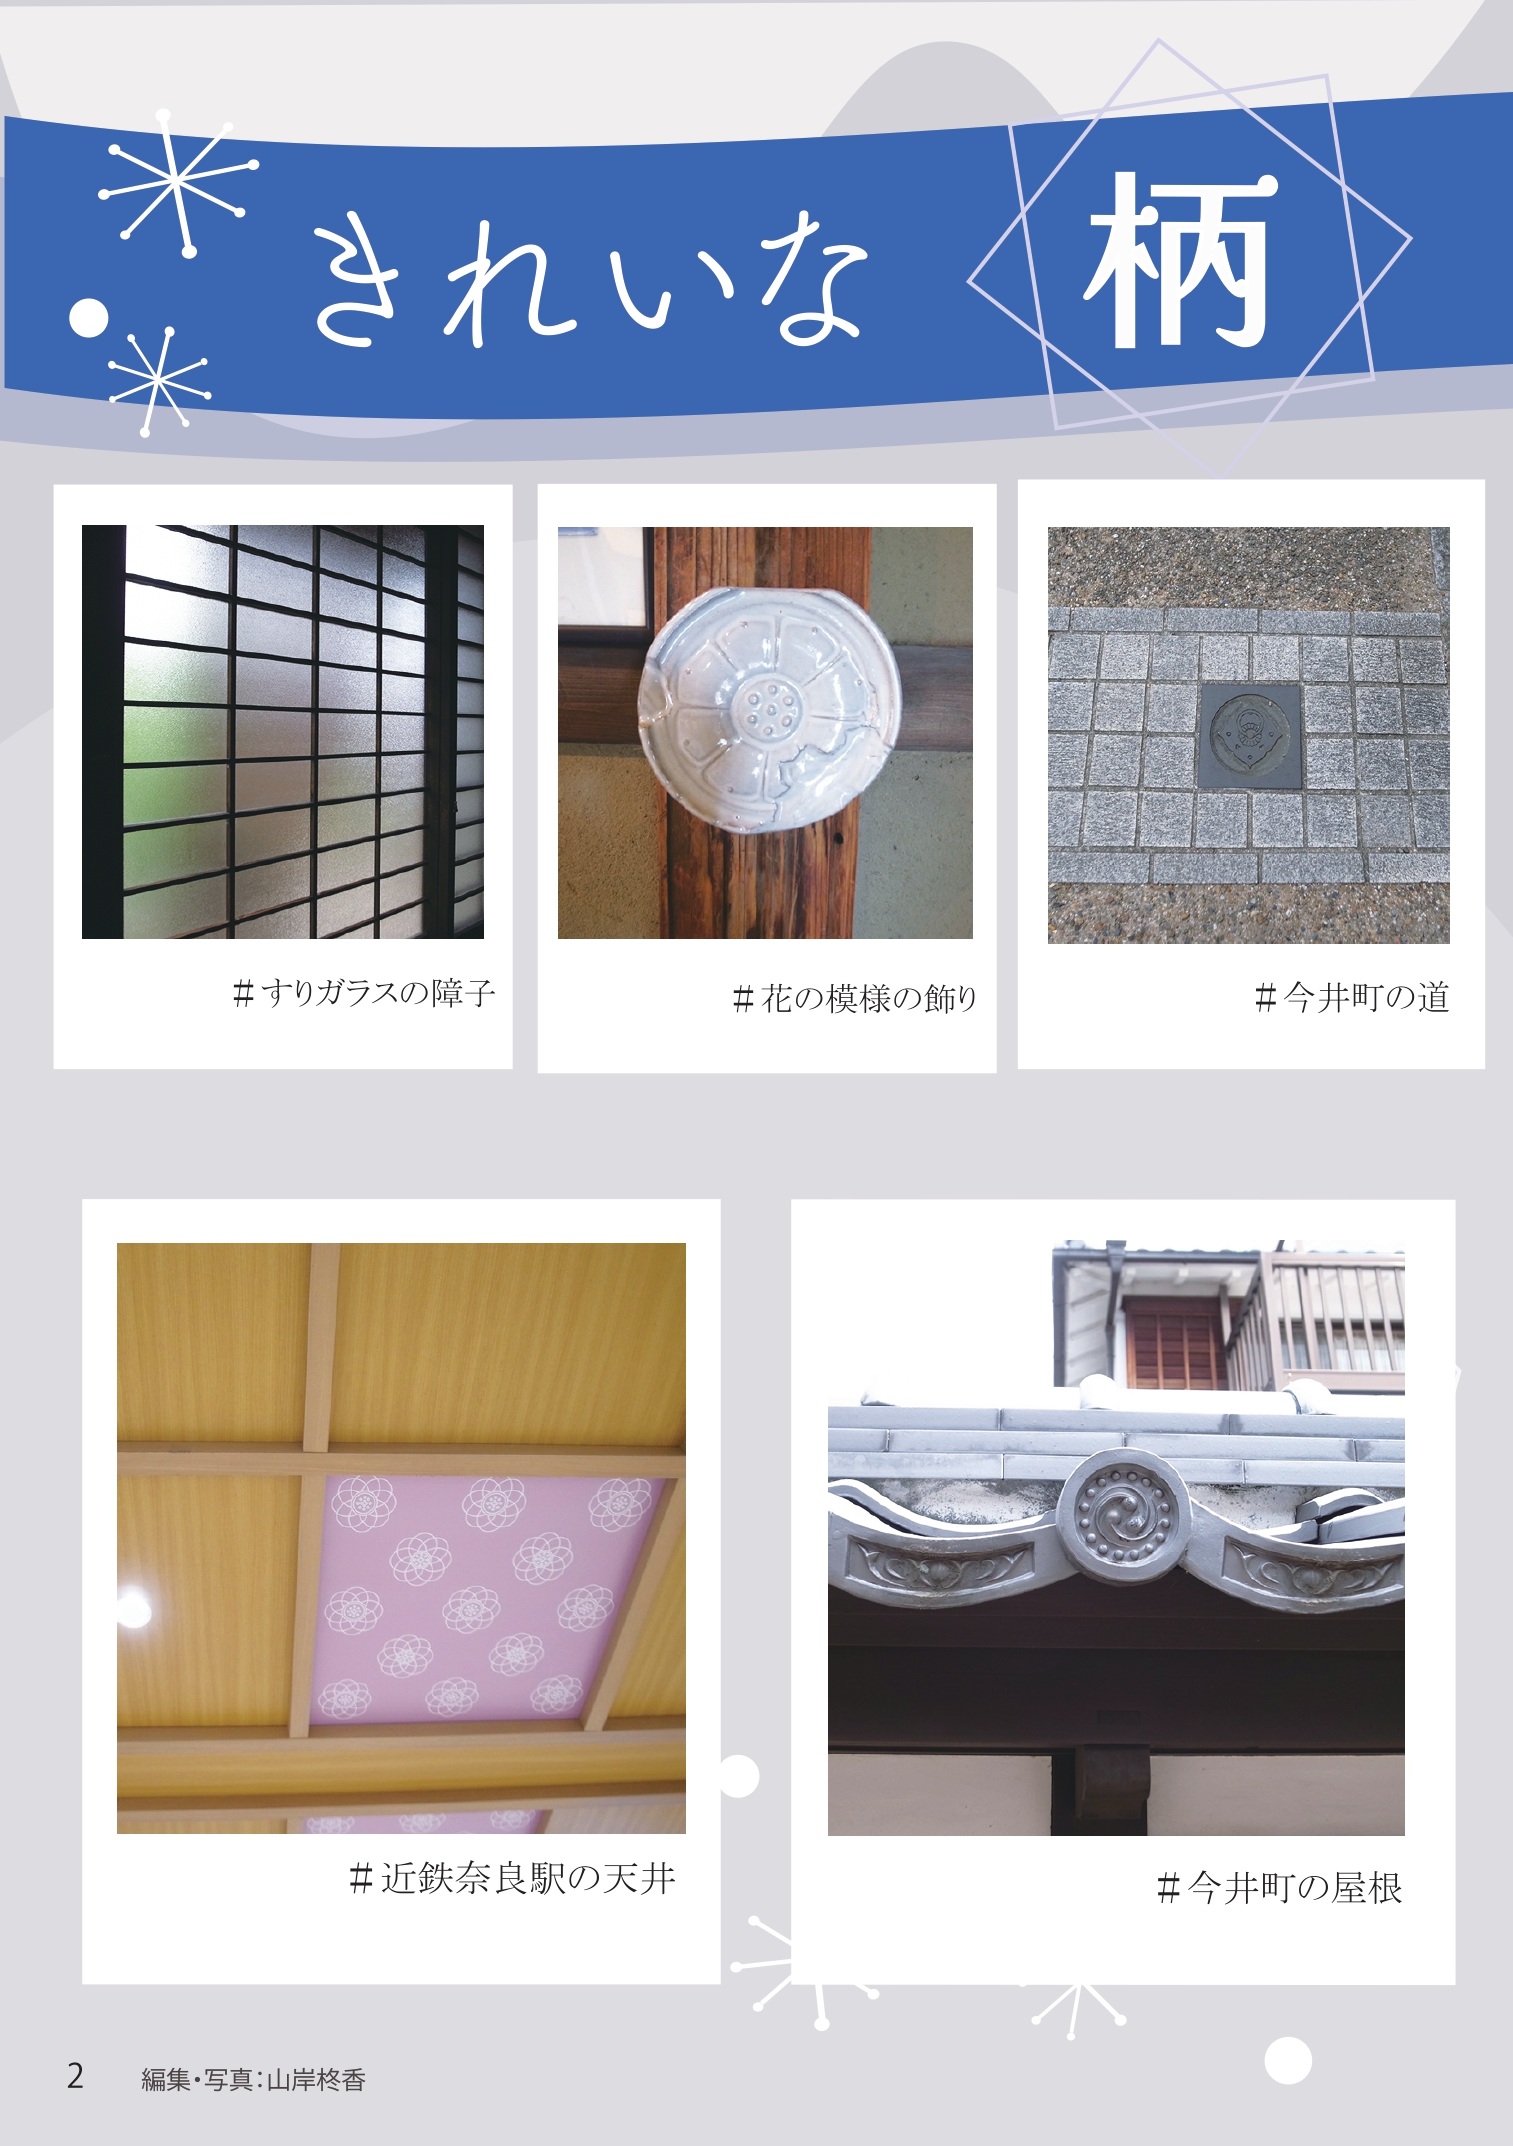 きれいな 柄
#すりガラスの障子
#花の模様の飾り
#今井町の道
#近鉄奈良駅の天井
#今井町の屋根
2 編集・写真:山岸柊香